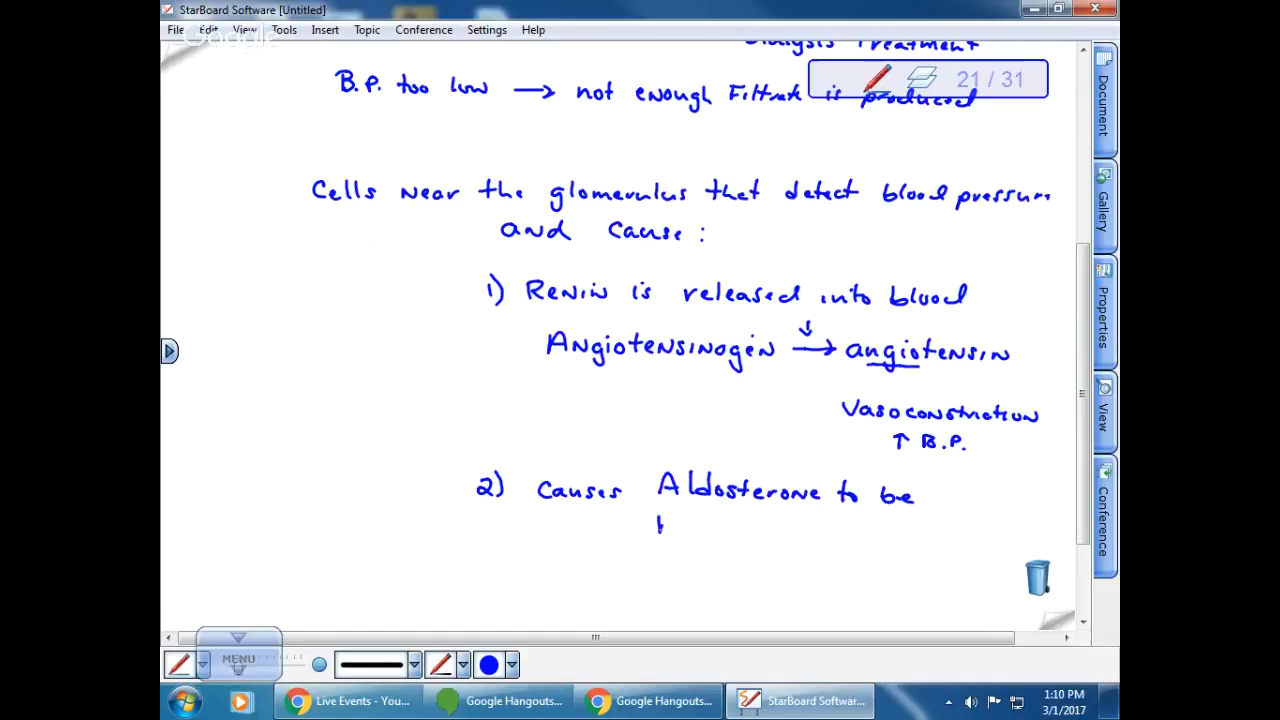 StarBoard Software [Untitled]
File Edit View Tools Insert Topic Conference Settings Help
Google
Dialysis Treatment
B.P. too low → not enough Filtrate is produced
21 / 31
Cells near the glomerulus that detect blood pressure
and cause:
1) Renin is released into blood
Angiotensinogen → angiotensin
Vasoconstriction
↑ B.P.
2) causes Aldosterone to be
Document
Gallery
Properties
View
Conference
MENU
Live Events - You...
Google Hangouts...
Google Hangouts...
StarBoard Softwar...
1:10 PM
3/1/2017